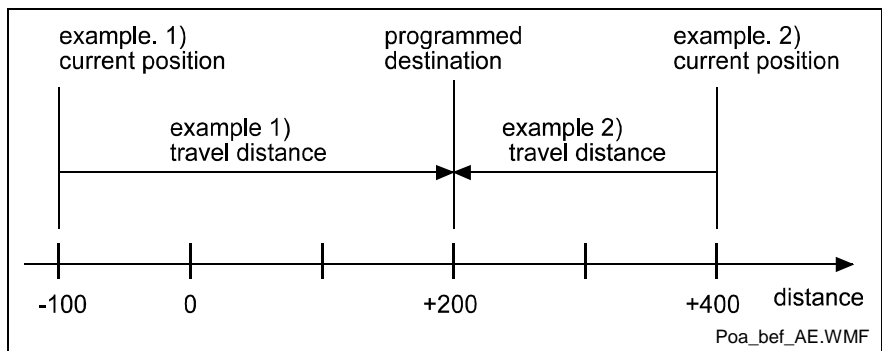 example. 1)
current position
programmed
destination
example. 2)
current position
example 1)
travel distance
example 2)
travel distance
-100
0
+200
+400
distance
Poa_bef_AE.WMF